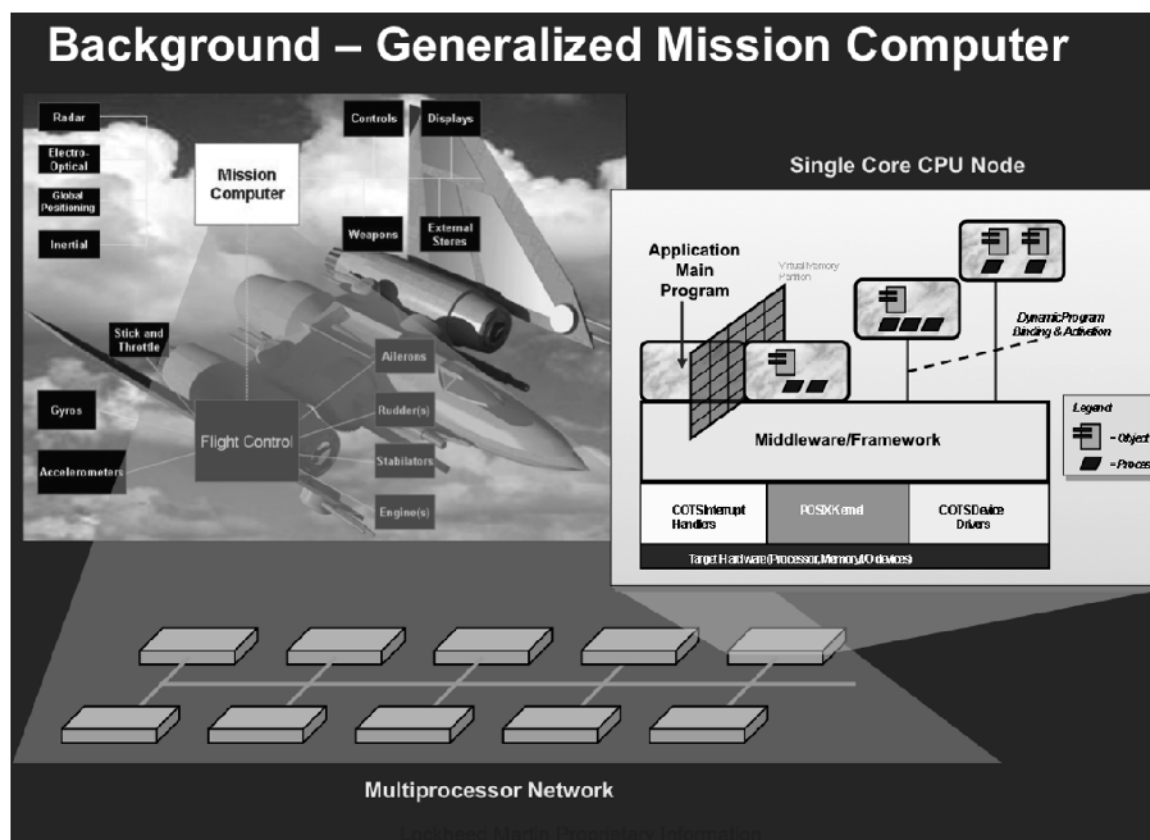 Background – Generalized Mission Computer
Radar
Electro-
Optical
Global
Positioning
Inertial
Mission
Computer
Controls
Displays
Weapons
External
Stores
Stick and
Throttle
Gyros
Accelerometers
Flight Control
Ailerons
Rudder(s)
Stabilators
Engine(s)
Single Core CPU Node
Application
Main
Program
Virtual Memory
Partition
Dynamic Program
Binding & Activation
Middleware/Framework
Legend
= Object
= Process
COTS Interrupt
Handlers
POSIX Kernel
COTS Device
Drivers
Target Hardware (Processor, Memory, I/O devices)
Multiprocessor Network
Lockheed Martin Proprietary Information